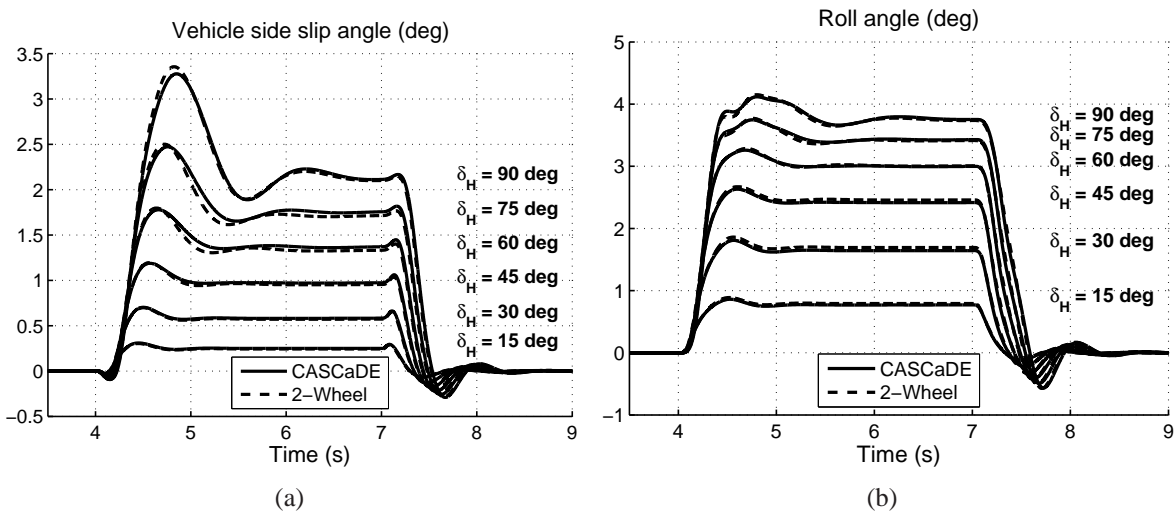 Vehicle side slip angle (deg)
3.5
3
2.5
2
1.5
1
0.5
0
−0.5
δH = 90 deg
δH = 75 deg
δH = 60 deg
δH = 45 deg
δH = 30 deg
δH = 15 deg
CASCaDE
2−Wheel
4 5 6 7 8 9
Time (s)
(a)
Roll angle (deg)
5
4
3
2
1
0
−1
δH = 90 deg
δH = 75 deg
δH = 60 deg
δH = 45 deg
δH = 30 deg
δH = 15 deg
CASCaDE
2−Wheel
4 5 6 7 8 9
Time (s)
(b)